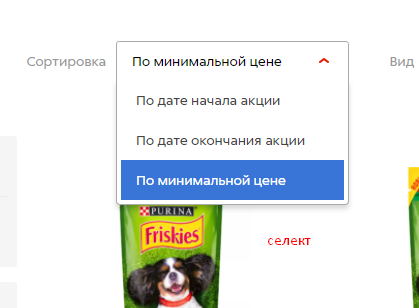 Сортировка
По минимальной цене
Вид
По дате начала акции
По дате окончания акции
По минимальной цене
PURINA
Friskies
селект